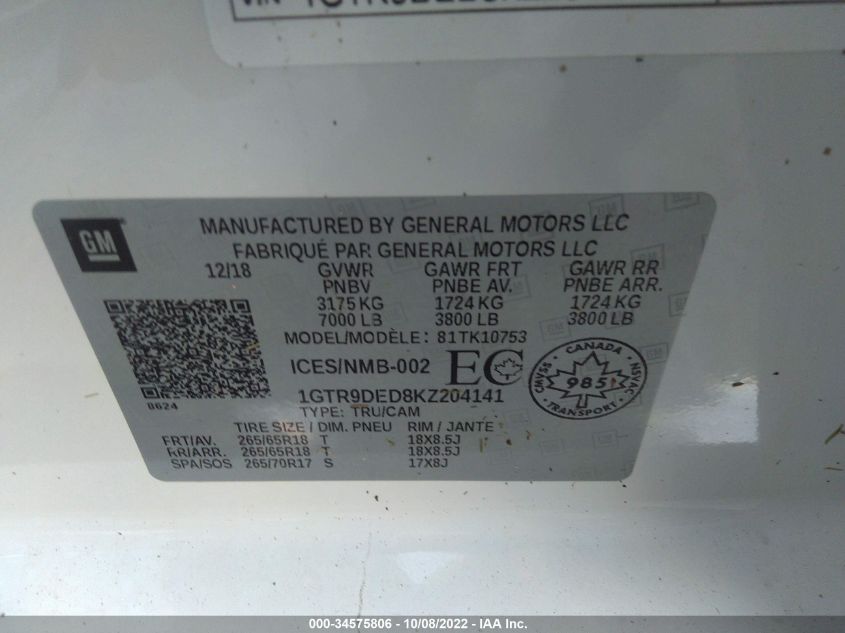 VIN
GM
MANUFACTURED BY GENERAL MOTORS LLC
FABRIQUÉ PAR GENERAL MOTORS LLC
12/18 GVWR GAWR FRT GAWR RR
PNBV PNBE AV. PNBE ARR.
3175 KG 1724 KG 1724 KG
7000 LB 3800 LB 3800 LB
MODEL/MODÈLE: 81TK10753
ICES/NMB-002 EC
CANADA
NSVAC
985
CMVSS
TRANSPORT
8624
1GTR9DED8KZ204141
TYPE: TRU/CAM
TIRE SIZE / DIM. PNEU RIM / JANTE
FRT/AV. 265/65R18 T 18X8.5J
RR/ARR. 265/65R18 T 18X8.5J
SPA/SOS 265/70R17 S 17X8J
000-34575806 - 10/08/2022 - IAA Inc.